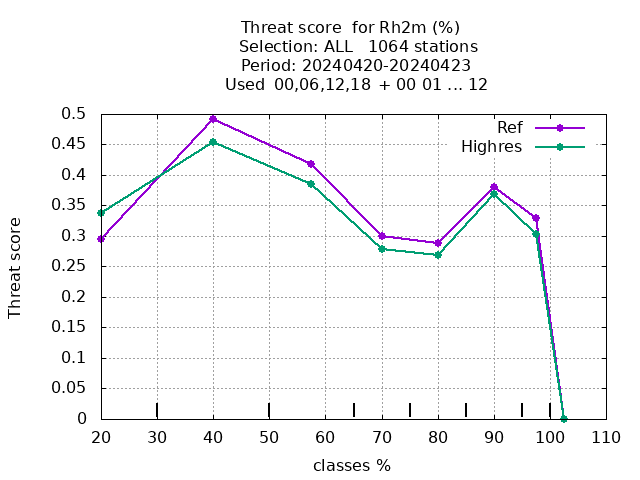 Threat score  for Rh2m (%)
Selection: ALL   1064 stations
Period: 20240420-20240423
Used  00,06,12,18  + 00 01 ... 12
Ref
Highres
0.5
0.45
0.4
0.35
0.3
0.25
0.2
0.15
0.1
0.05
0
Threat score
20 30 40 50 60 70 80 90 100 110
classes %